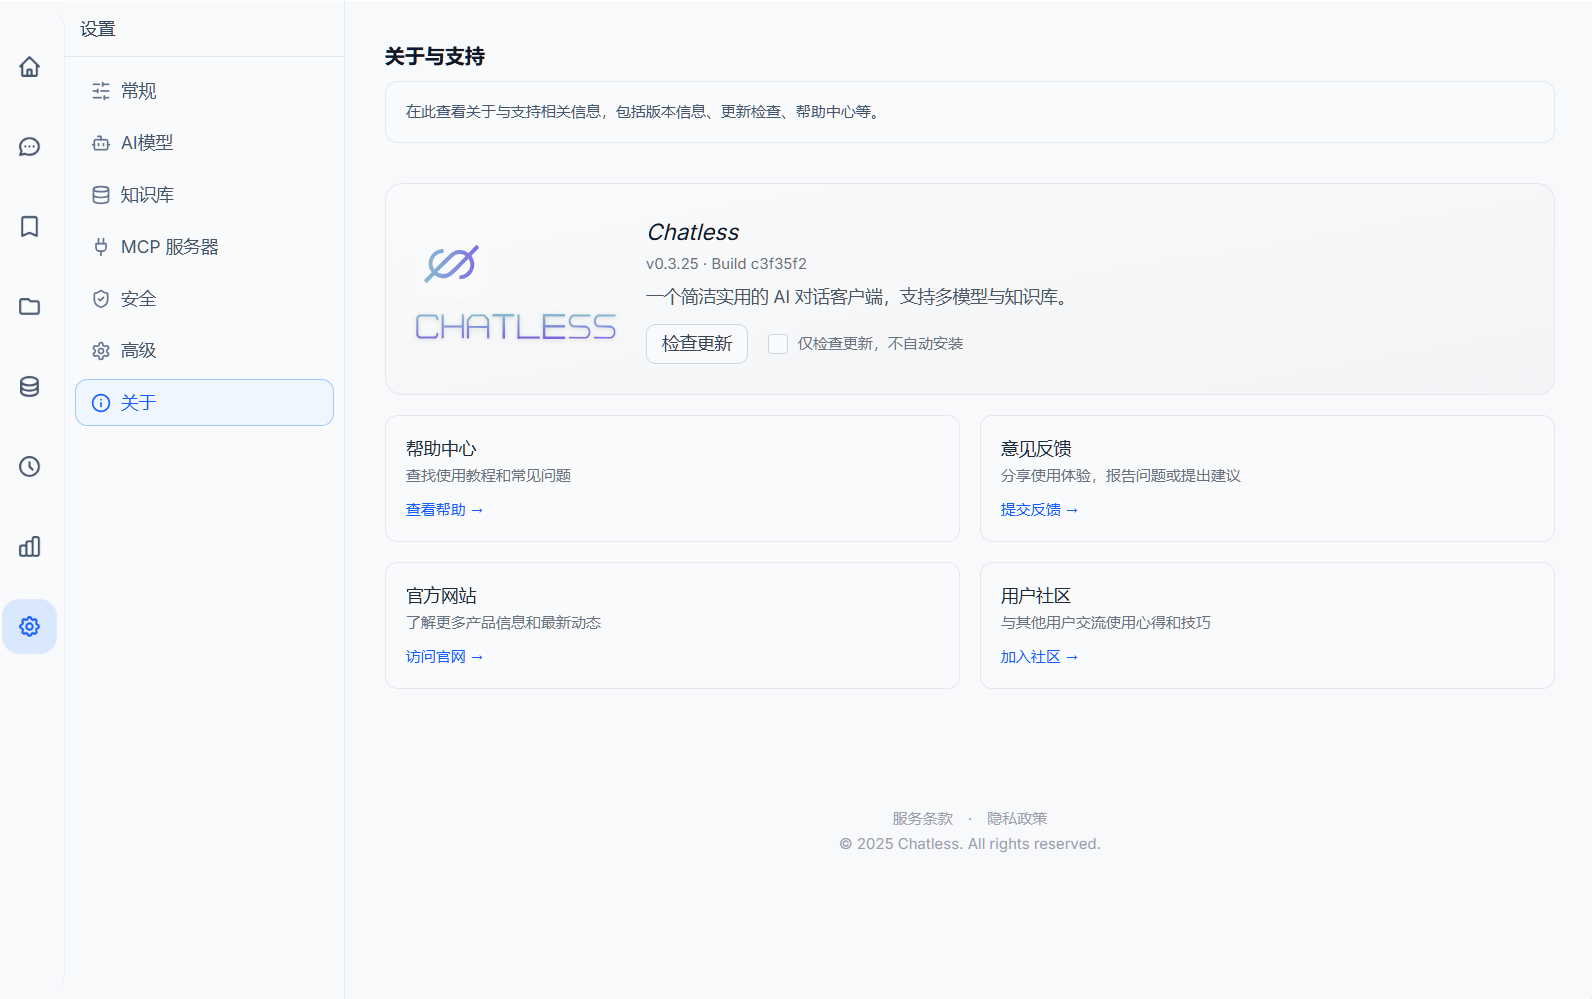 设置
常规
AI模型
知识库
MCP 服务器
安全
高级
关于
关于与支持
在此查看关于与支持相关信息，包括版本信息、更新检查、帮助中心等。
CHATLESS
Chatless
v0.3.25 · Build c3f35f2
一个简洁实用的 AI 对话客户端，支持多模型与知识库。
检查更新
仅检查更新，不自动安装
帮助中心
查找使用教程和常见问题
查看帮助 →
意见反馈
分享使用体验，报告问题或提出建议
提交反馈 →
官方网站
了解更多产品信息和最新动态
访问官网 →
用户社区
与其他用户交流使用心得和技巧
加入社区 →
服务条款 · 隐私政策
© 2025 Chatless. All rights reserved.